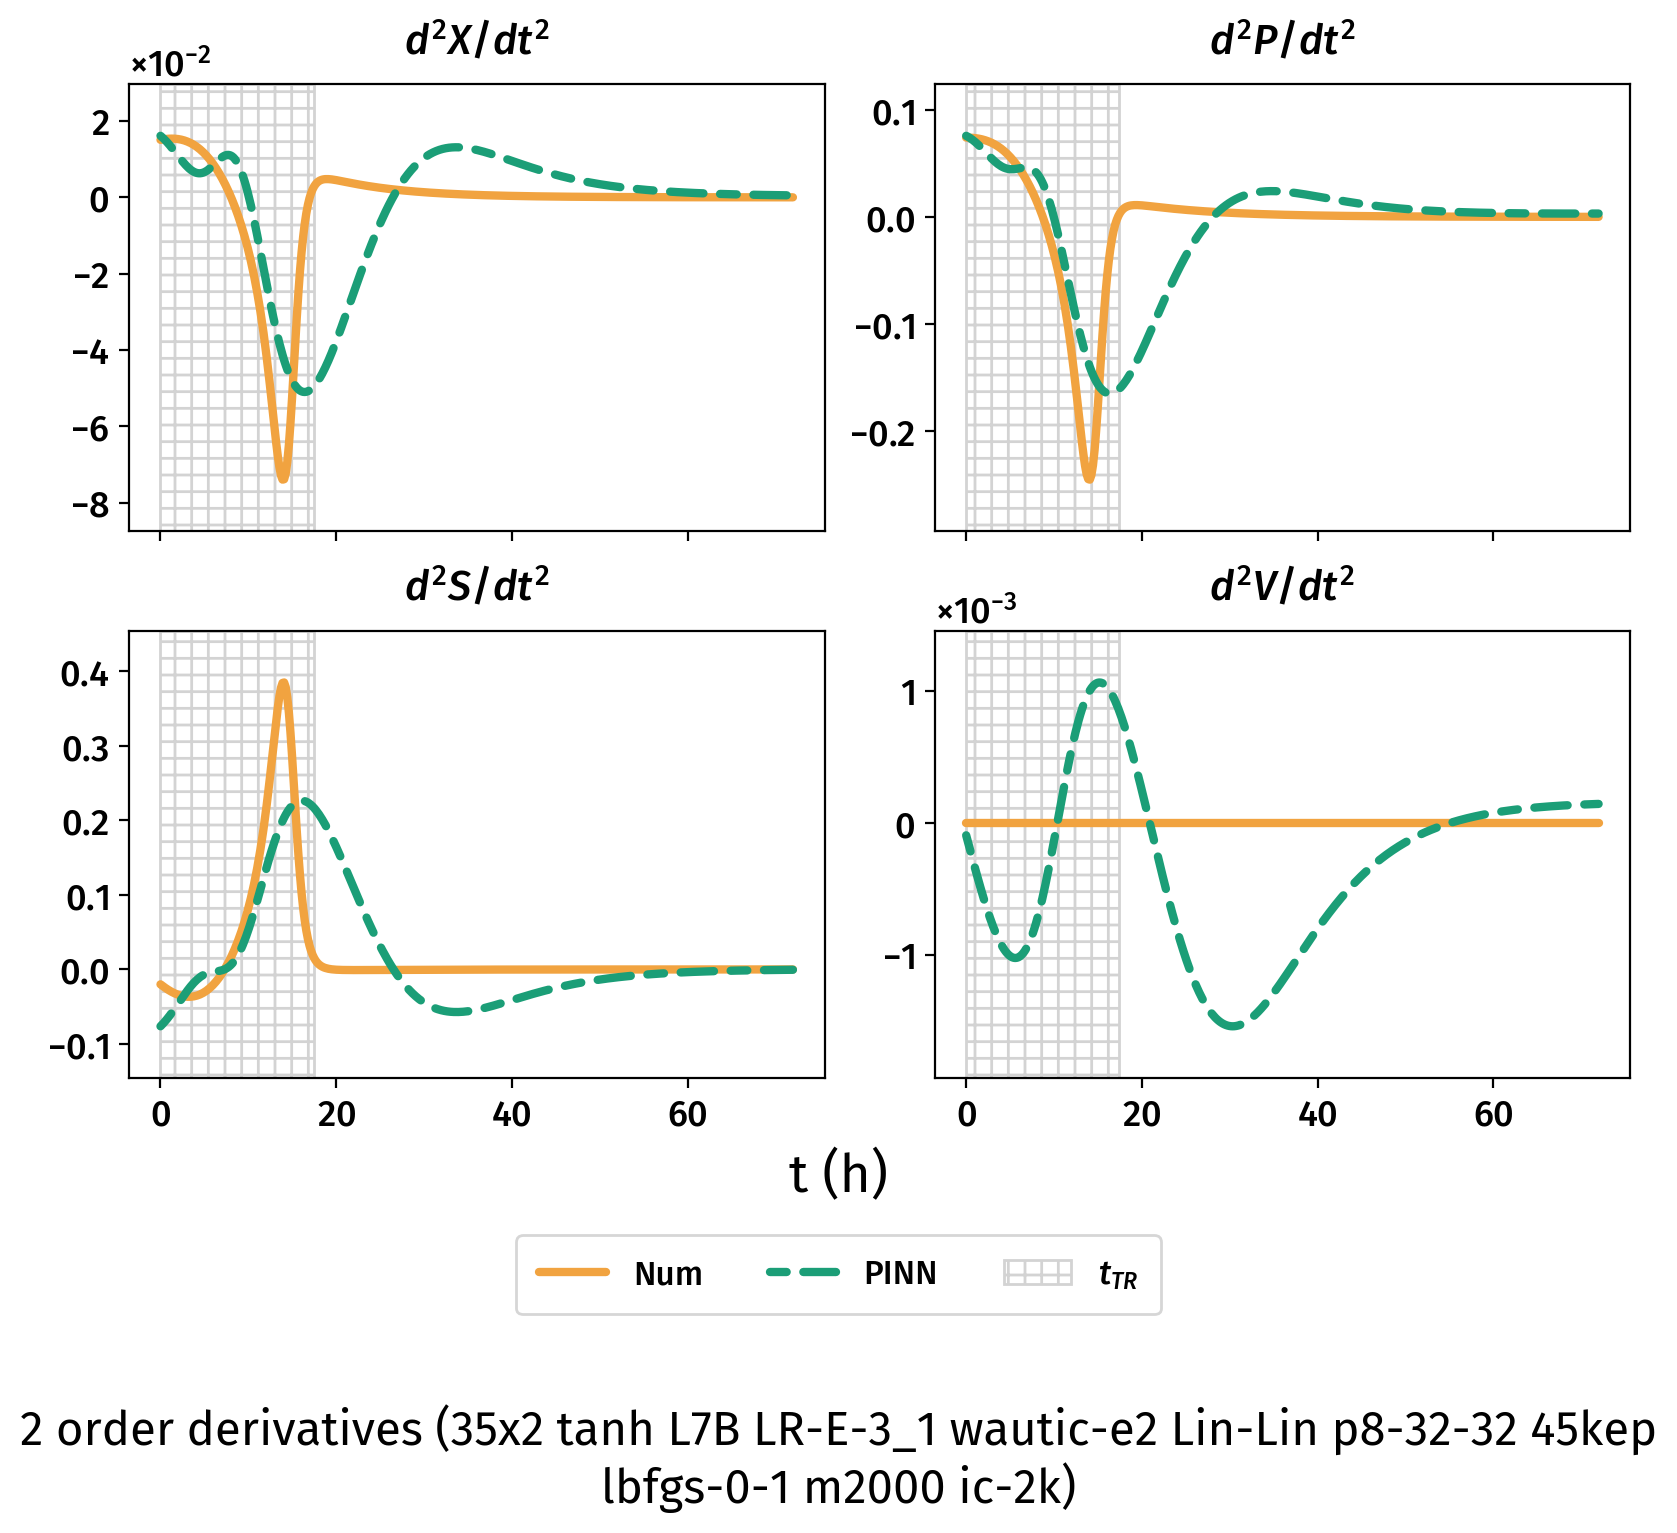 d²X/dt²
×10⁻²
2
0
−2
−4
−6
−8
d²P/dt²
0.1
0.0
−0.1
−0.2
d²S/dt²
0.4
0.3
0.2
0.1
0.0
−0.1
0 20 40 60
d²V/dt²
×10⁻³
1
0
−1
0 20 40 60
t (h)
Num PINN t_TR
2 order derivatives (35x2 tanh L7B LR-E-3_1 wautic-e2 Lin-Lin p8-32-32 45kep
lbfgs-0-1 m2000 ic-2k)